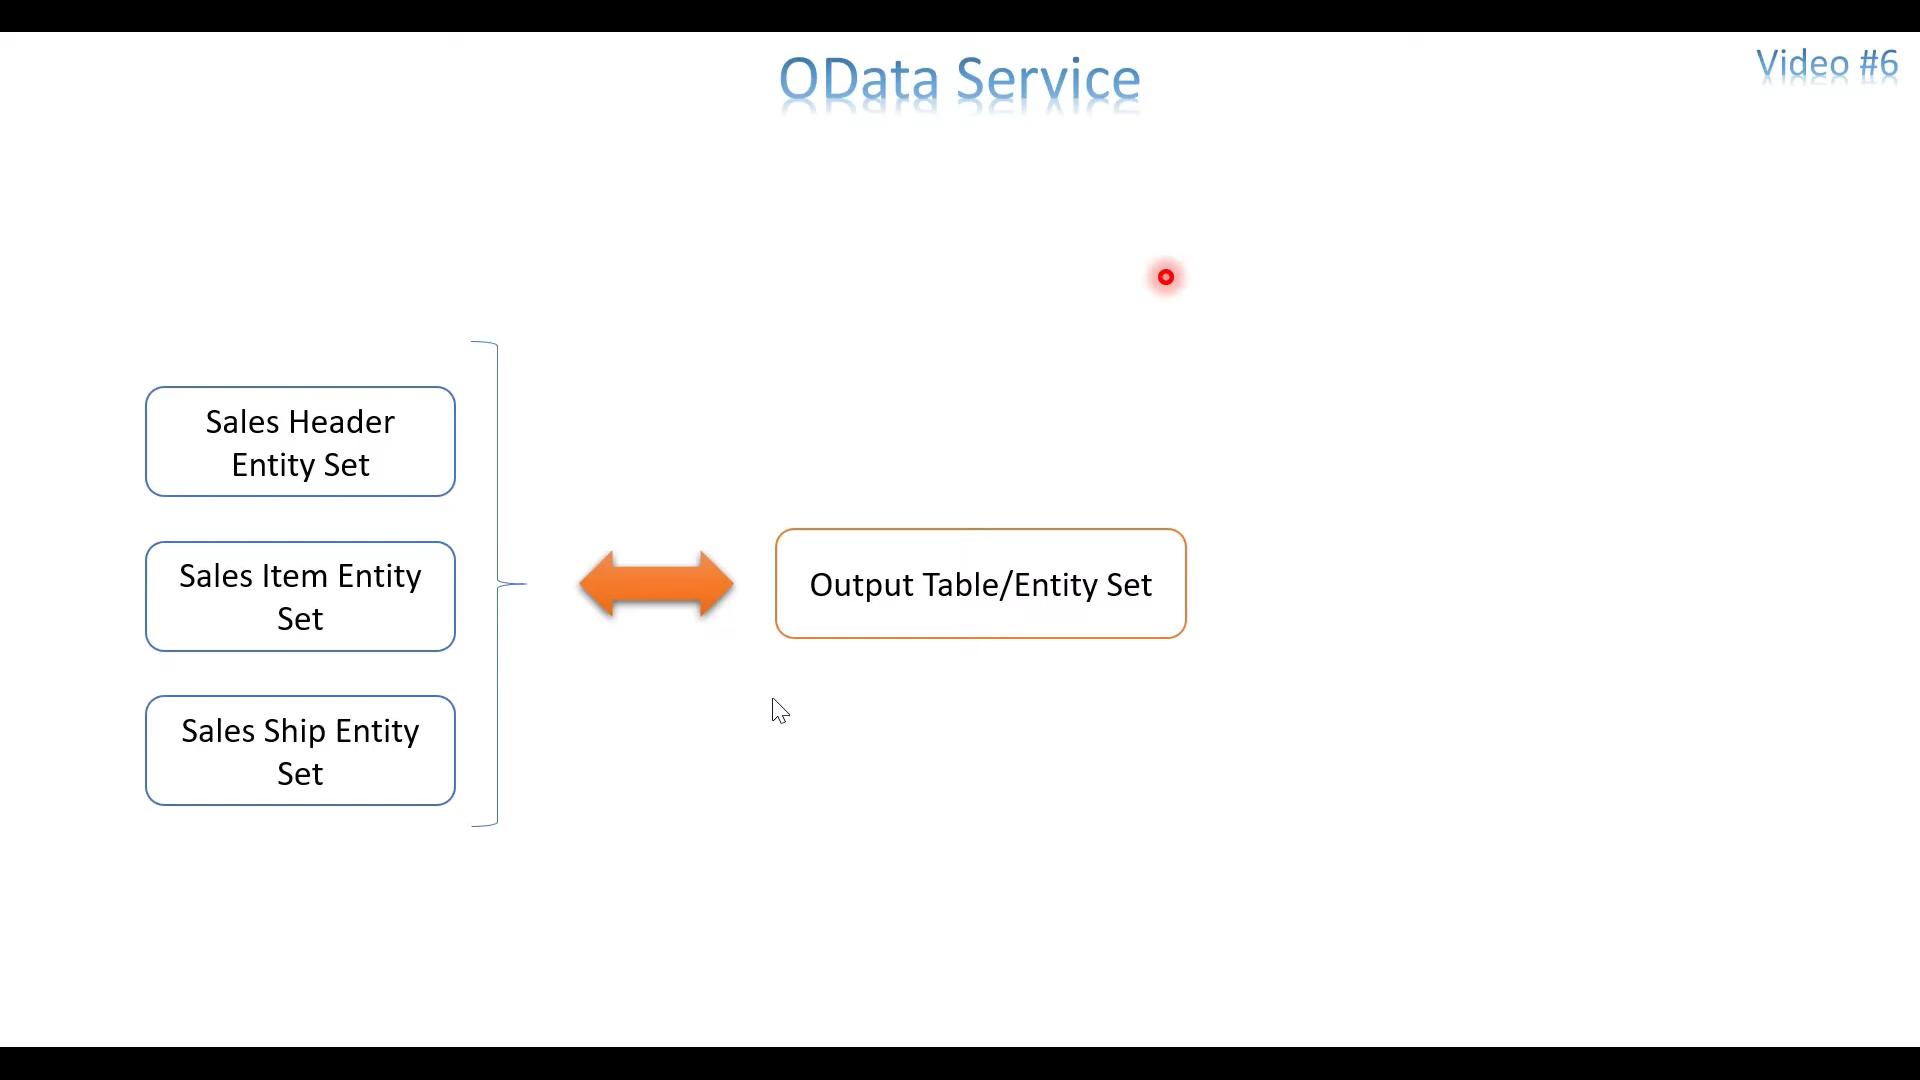 OData Service
Video #6
Sales Header
Entity Set
Sales Item Entity
Set
Sales Ship Entity
Set
Output Table/Entity Set